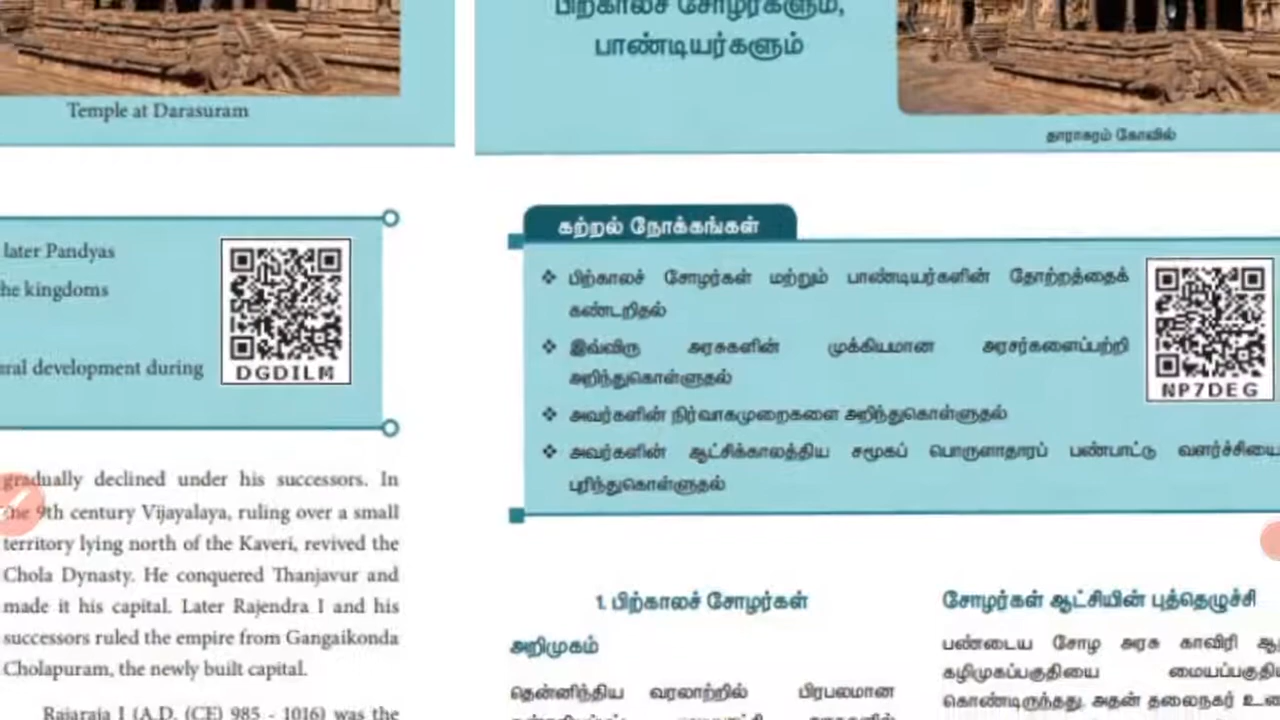 Temple at Darasuram
later Pandyas
he kingdoms
ral development during
DGDILM
gradually declined under his successors. In
the 9th century Vijayalaya, ruling over a small
territory lying north of the Kaveri, revived the
Chola Dynasty. He conquered Thanjavur and
made it his capital. Later Rajendra I and his
successors ruled the empire from Gangaikonda
Cholapuram, the newly built capital.
Rajaraja I (A.D. (CE) 985 - 1016) was the
பிற்காலச் சோழர்களும்,
பாண்டியர்களும்
தாராசுரம் கோவில்
கற்றல் நோக்கங்கள்
❖ பிற்காலச் சோழர்கள் மற்றும் பாண்டியர்களின் தோற்றத்தைக்
கண்டறிதல்
❖ இவ்விரு அரசுகளின் முக்கியமான அரசர்களைப்பற்றி
அறிந்துகொள்ளுதல்
❖ அவர்களின் நிர்வாகமுறைகளை அறிந்துகொள்ளுதல்
❖ அவர்களின் ஆட்சிக்காலத்திய சமூகப் பொருளாதாரப் பண்பாட்டு வளர்ச்சியை
புரிந்துகொள்ளுதல்
NP7DEG
1. பிற்காலச் சோழர்கள்
அறிமுகம்
தென்னிந்திய வரலாற்றில் பிரபலமான
சோழர்கள் ஆட்சியின் புத்தெழுச்சி
பண்டைய சோழ அரசு காவிரி
கழிமுகப்பகுதியை
கொண்டிருந்தது. அதன் தலைநகர்